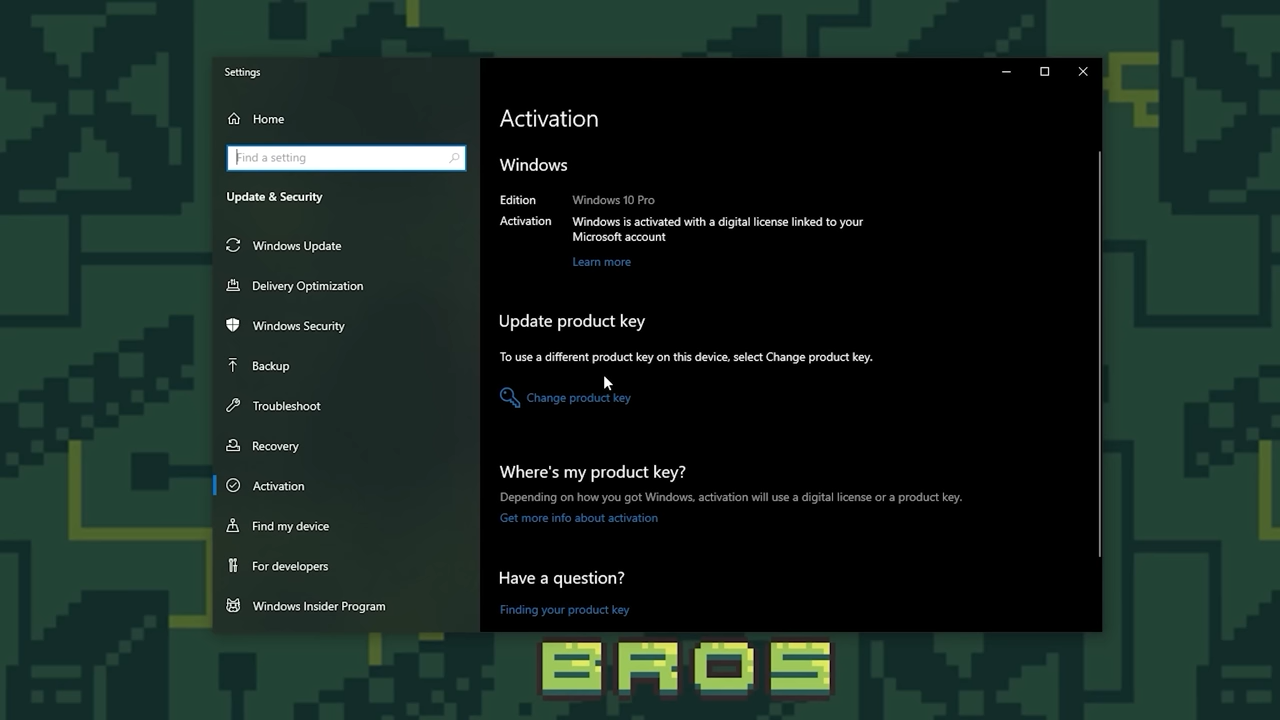 Settings
Home
Find a setting
Update & Security
Windows Update
Delivery Optimization
Windows Security
Backup
Troubleshoot
Recovery
Activation
Find my device
For developers
Windows Insider Program
Activation
Windows
Edition Windows 10 Pro
Activation Windows is activated with a digital license linked to your
Microsoft account
Learn more
Update product key
To use a different product key on this device, select Change product key.
Change product key
Where's my product key?
Depending on how you got Windows, activation will use a digital license or a product key.
Get more info about activation
Have a question?
Finding your product key
BROS